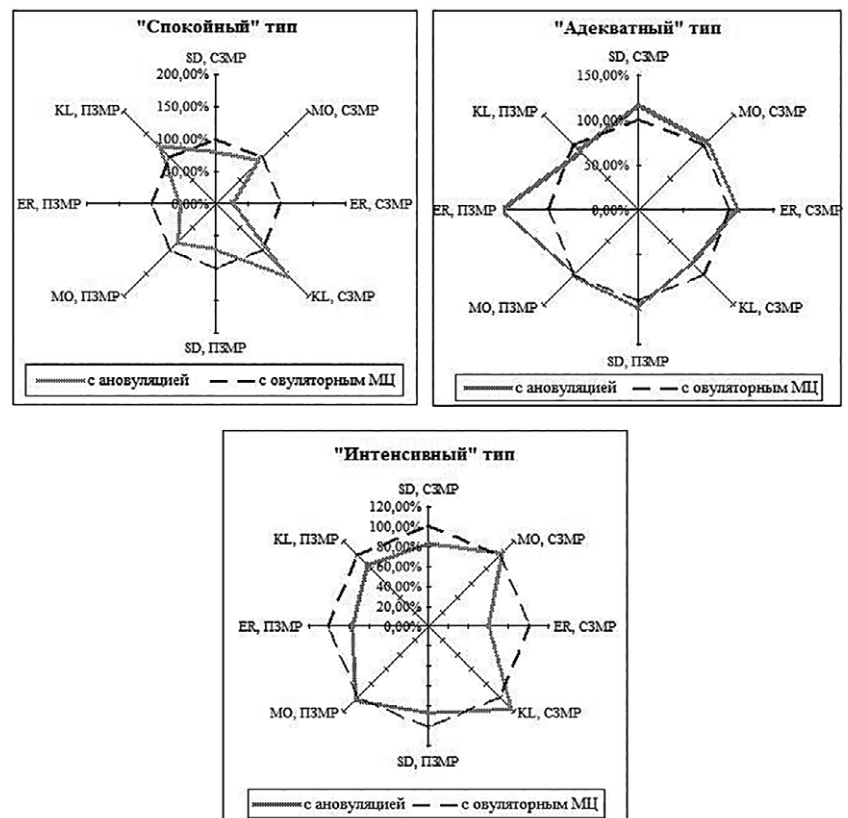 "Спокойный" тип
SD, СЗМР
200,00%
150,00%
100,00%
50,00%
0,00%
KL, ПЗМР
MO, СЗМР
ER, ПЗМР
ER, СЗМР
MO, ПЗМР
KL, СЗМР
SD, ПЗМР
с ановуляцией
с овуляторным МЦ
"Адекватный" тип
SD, СЗМР
150,00%
100,00%
50,00%
0,00%
KL, ПЗМР
MO, СЗМР
ER, ПЗМР
ER, СЗМР
MO, ПЗМР
KL, СЗМР
SD, ПЗМР
с ановуляцией
с овуляторным МЦ
"Интенсивный" тип
SD, СЗМР
120,00%
100,00%
80,00%
60,00%
40,00%
20,00%
0,00%
KL, ПЗМР
MO, СЗМР
ER, ПЗМР
ER, СЗМР
MO, ПЗМР
KL, СЗМР
SD, ПЗМР
с ановуляцией
с овуляторным МЦ